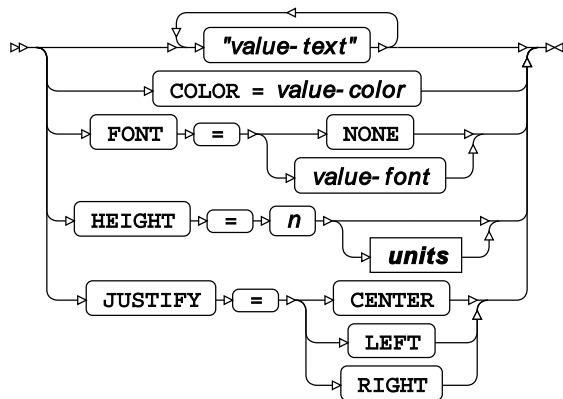 "value-text"
COLOR = value-color
FONT = NONE
value-font
HEIGHT = n
units
JUSTIFY = CENTER
LEFT
RIGHT